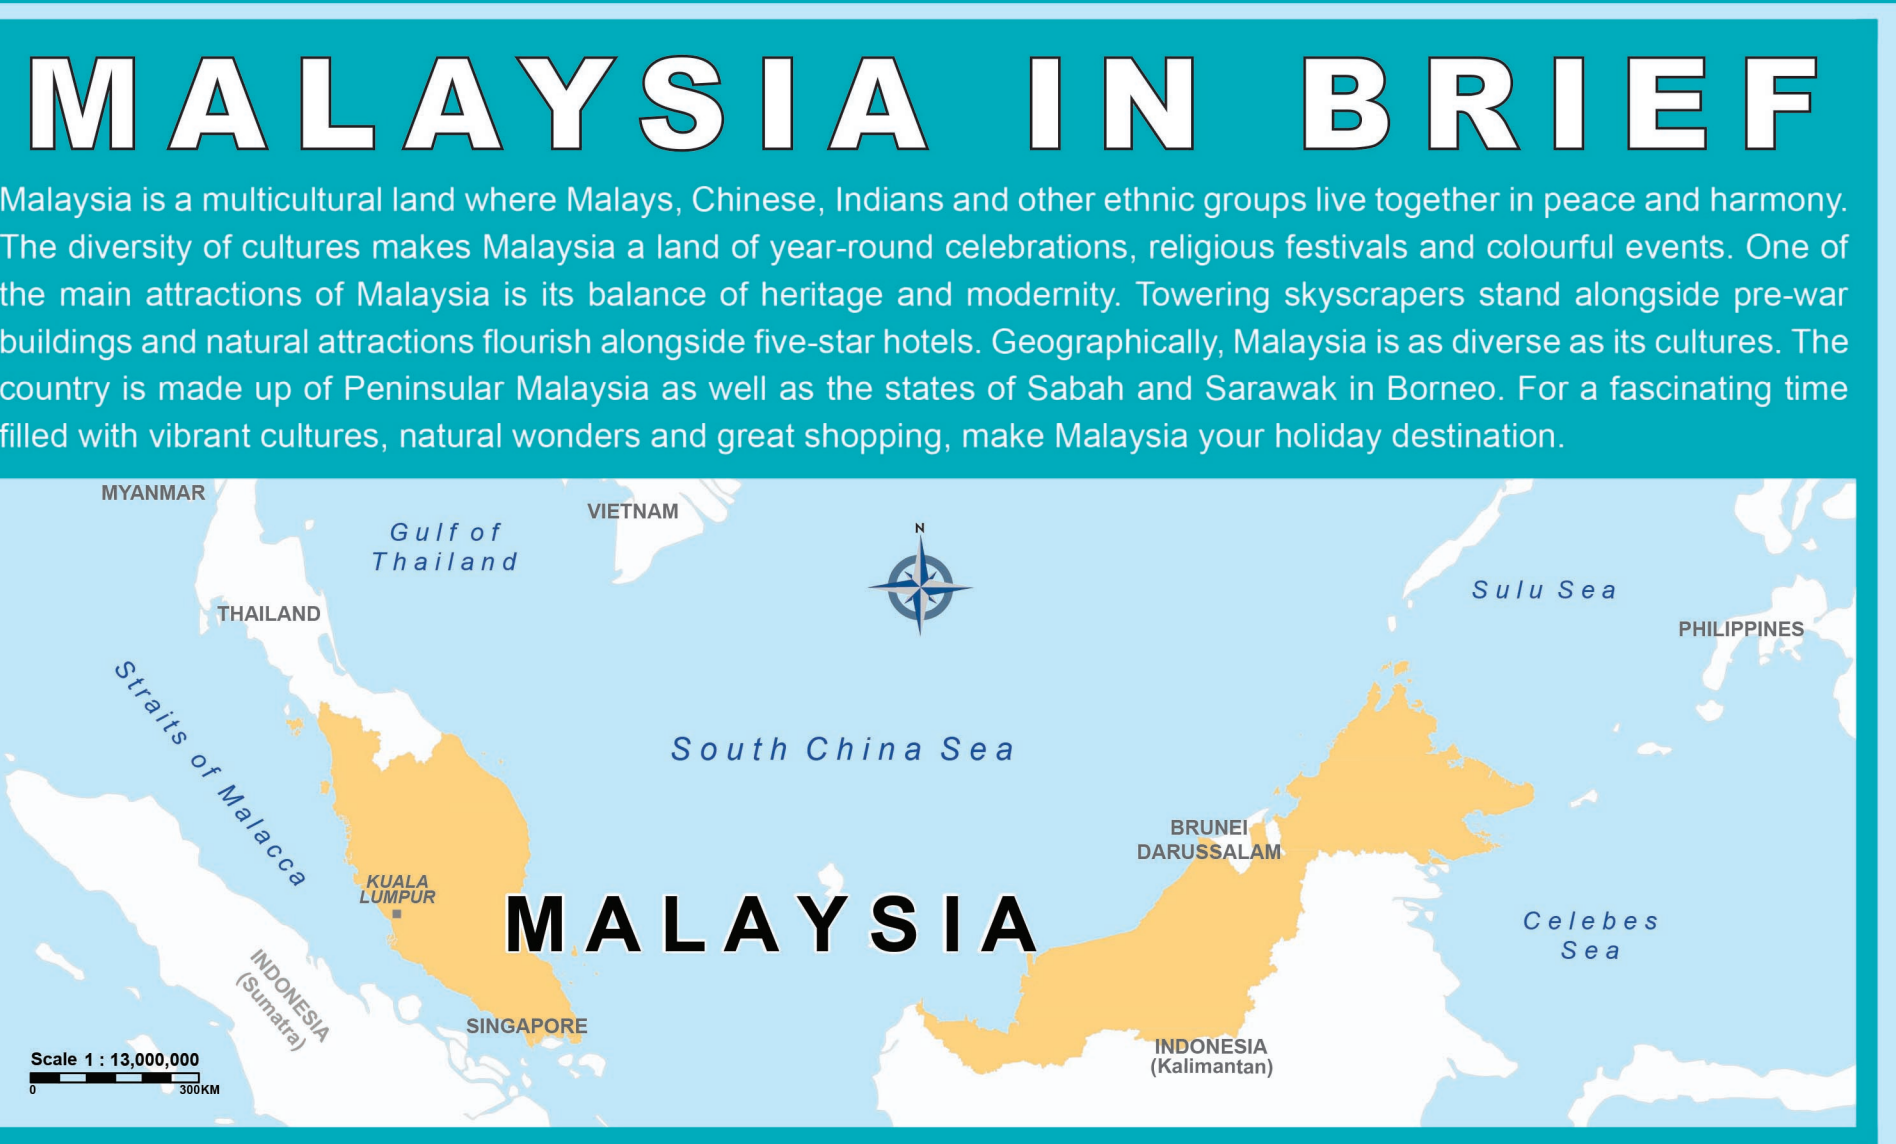 MALAYSIA IN BRIEF
Malaysia is a multicultural land where Malays, Chinese, Indians and other ethnic groups live together in peace and harmony.
The diversity of cultures makes Malaysia a land of year-round celebrations, religious festivals and colourful events. One of
the main attractions of Malaysia is its balance of heritage and modernity. Towering skyscrapers stand alongside pre-war
buildings and natural attractions flourish alongside five-star hotels. Geographically, Malaysia is as diverse as its cultures. The
country is made up of Peninsular Malaysia as well as the states of Sabah and Sarawak in Borneo. For a fascinating time
filled with vibrant cultures, natural wonders and great shopping, make Malaysia your holiday destination.
MYANMAR
VIETNAM
Gulf of
Thailand
N
Sulu Sea
THAILAND
PHILIPPINES
Straits of Malacca
South China Sea
BRUNEI
DARUSSALAM
KUALA
LUMPUR
MALAYSIA
Celebes
Sea
INDONESIA
(Sumatra)
SINGAPORE
INDONESIA
(Kalimantan)
Scale 1 : 13,000,000
0 300KM